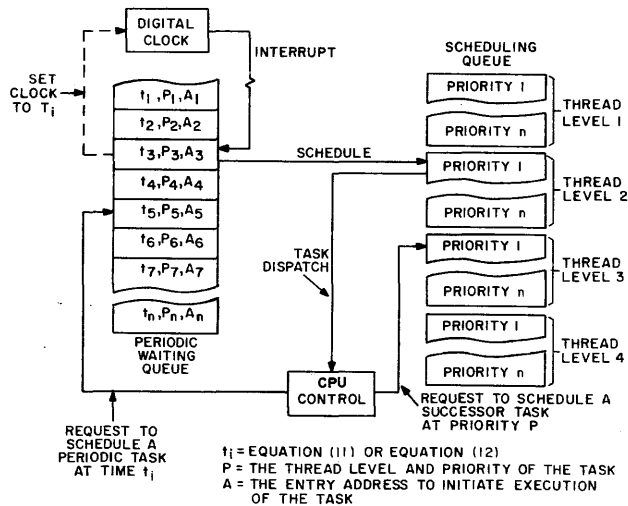 DIGITAL
CLOCK
INTERRUPT
SET
CLOCK
TO Ti
t1, P1, A1
t2, P2, A2
t3, P3, A3
t4, P4, A4
t5, P5, A5
t6, P6, A6
t7, P7, A7
tn, Pn, An
PERIODIC
WAITING
QUEUE
SCHEDULE
TASK
DISPATCH
SCHEDULING
QUEUE
PRIORITY 1
PRIORITY n
THREAD
LEVEL 1
PRIORITY 1
PRIORITY n
THREAD
LEVEL 2
PRIORITY 1
PRIORITY n
THREAD
LEVEL 3
PRIORITY 1
PRIORITY n
THREAD
LEVEL 4
CPU
CONTROL
REQUEST TO
SCHEDULE A
PERIODIC TASK
AT TIME ti
REQUEST TO SCHEDULE A
SUCCESSOR TASK
AT PRIORITY P
ti = EQUATION (11) OR EQUATION (12)
P = THE THREAD LEVEL AND PRIORITY OF THE TASK
A = THE ENTRY ADDRESS TO INITIATE EXECUTION
OF THE TASK